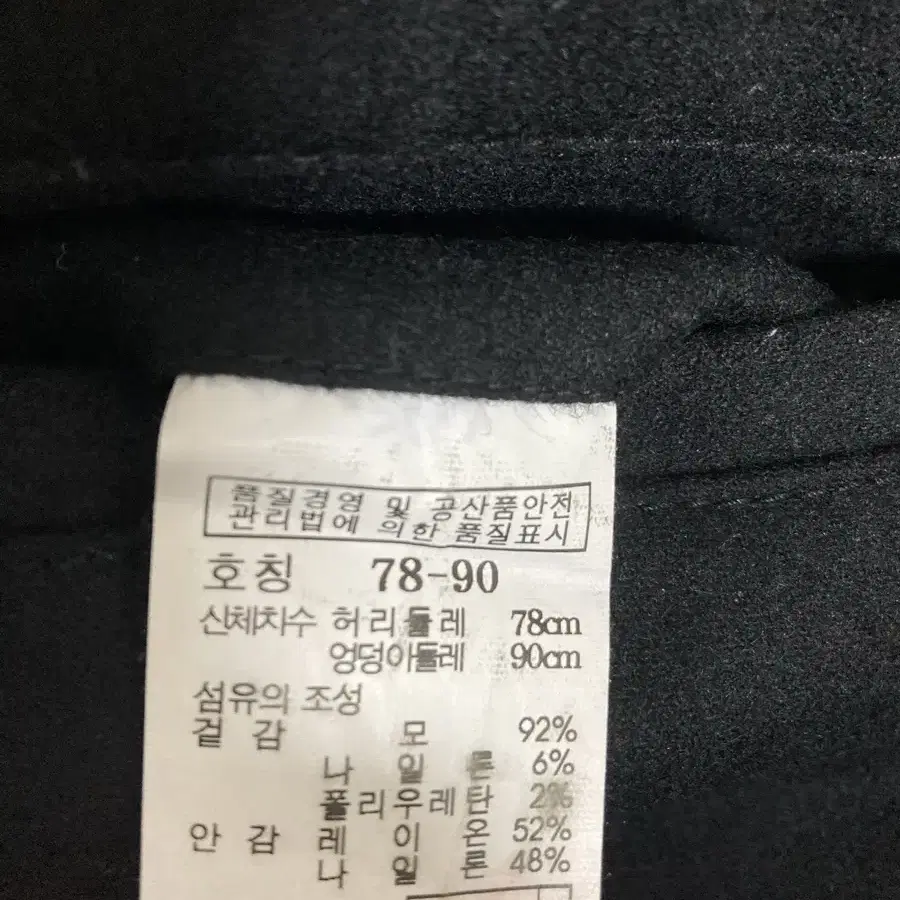 품질경영 및 공산품안전
관리법에 의한 품질표시
호칭 78-90
신체차수 허리둘레 78cm
엉덩아둘레 90cm
섬유의 조성
겉감 모 92%
나일론 6%
폴리우레탄 2%
안감 레이온 52%
나일론 48%